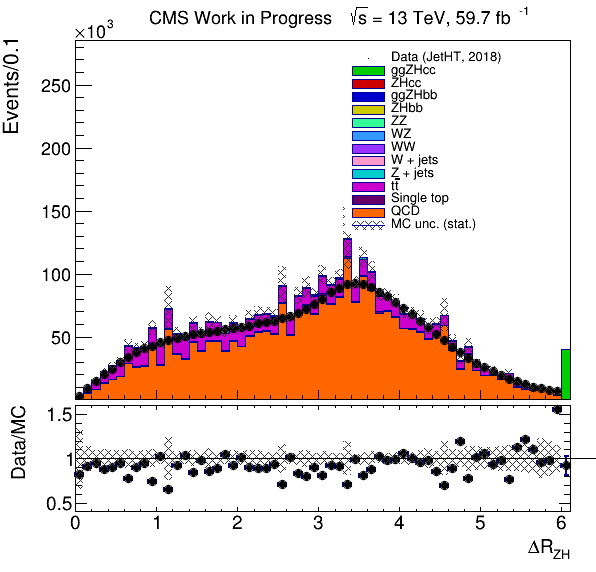 CMS Work in Progress √s = 13 TeV, 59.7 fb⁻¹
×10³
Events/0.1
250
200
150
100
50
Data (JetHT, 2018)
ggZHcc
ZHcc
ggZHbb
ZHbb
ZZ
WZ
WW
W + jets
Z + jets
tt̅
Single top
QCD
MC unc. (stat.)
Data/MC
1.5
1
0.5
0 1 2 3 4 5 6
ΔR_ZH